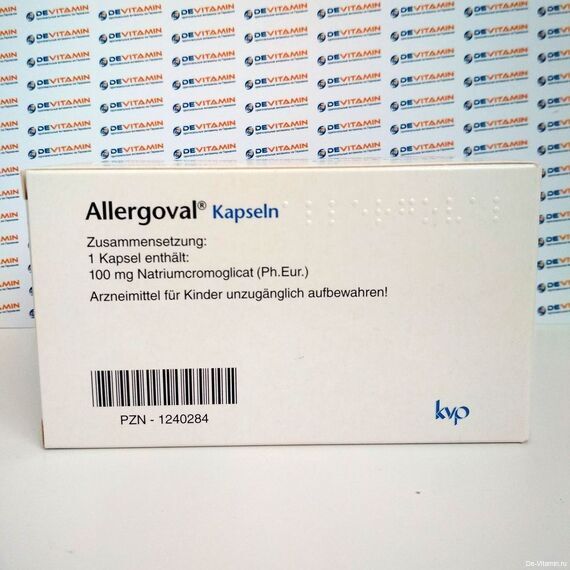 DEVITAMIN
Allergoval® Kapseln
Zusammensetzung:
1 Kapsel enthält:
100 mg Natriumcromoglicat (Ph.Eur.)
Arzneimittel für Kinder unzugänglich aufbewahren!
PZN - 1240284
kvp
De-Vitamin.ru